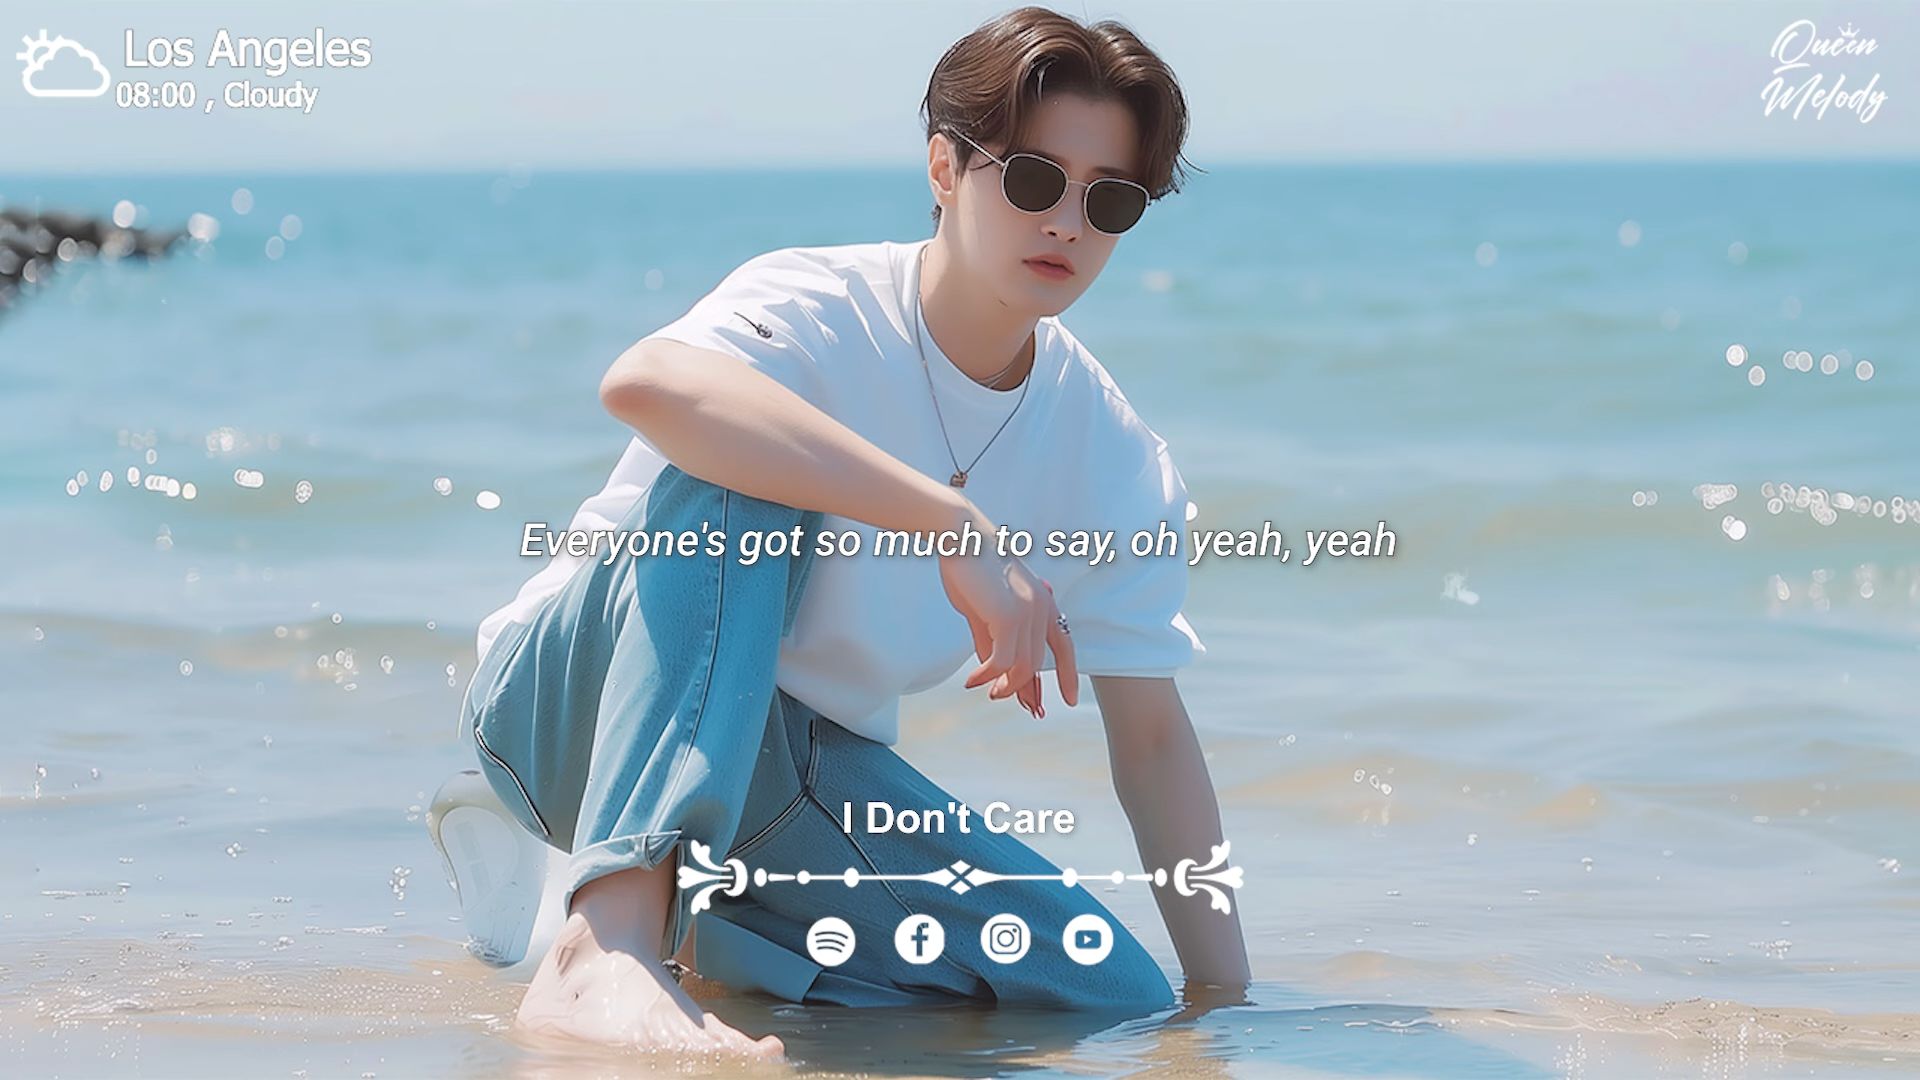 Los Angeles
08:00 , Cloudy
Queen
Melody
Everyone's got so much to say, oh yeah, yeah
I Don't Care